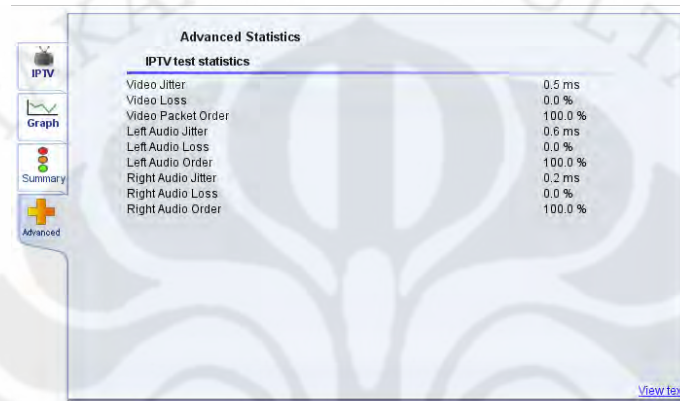 Advanced Statistics
IPTV test statistics
IPTV
Graph
Summary
Advanced
Video Jitter 0.5 ms
Video Loss 0.0 %
Video Packet Order 100.0 %
Left Audio Jitter 0.6 ms
Left Audio Loss 0.0 %
Left Audio Order 100.0 %
Right Audio Jitter 0.2 ms
Right Audio Loss 0.0 %
Right Audio Order 100.0 %
View tex